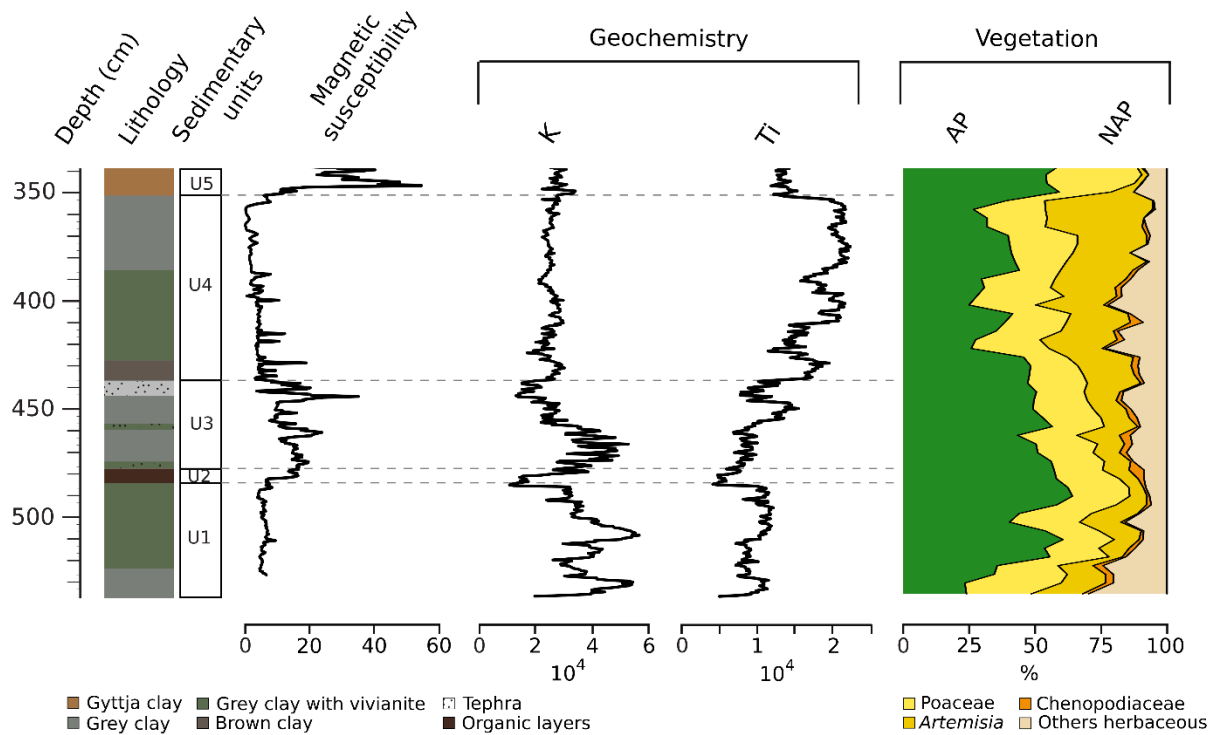 Geochemistry
Vegetation
Depth (cm)
Lithology
Sedimentary
units
Magnetic
susceptibility
K
Ti
AP
NAP
350
400
450
500
U5
U4
U3
U2
U1
0 20 40 60
0 2 4 6
10⁴
0 1 2
10⁴
0 25 50 75 100
%
Gyttja clay
Grey clay
Grey clay with vivianite
Brown clay
Tephra
Organic layers
Poaceae
Artemisia
Chenopodiaceae
Others herbaceous